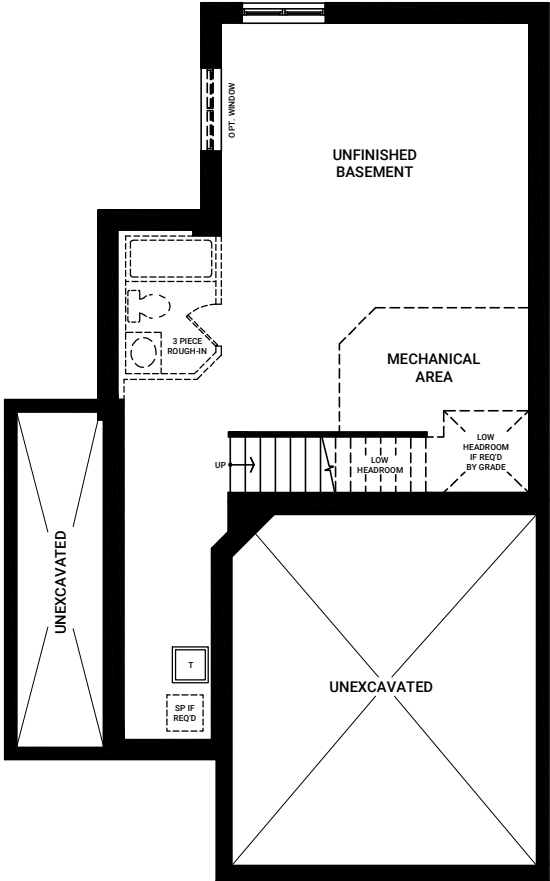 OPT. WINDOW
UNFINISHED
BASEMENT
3 PIECE
ROUGH-IN
MECHANICAL
AREA
LOW
HEADROOM
IF REQ'D
BY GRADE
UP
LOW
HEADROOM
UNEXCAVATED
T
SP IF
REQ'D
UNEXCAVATED